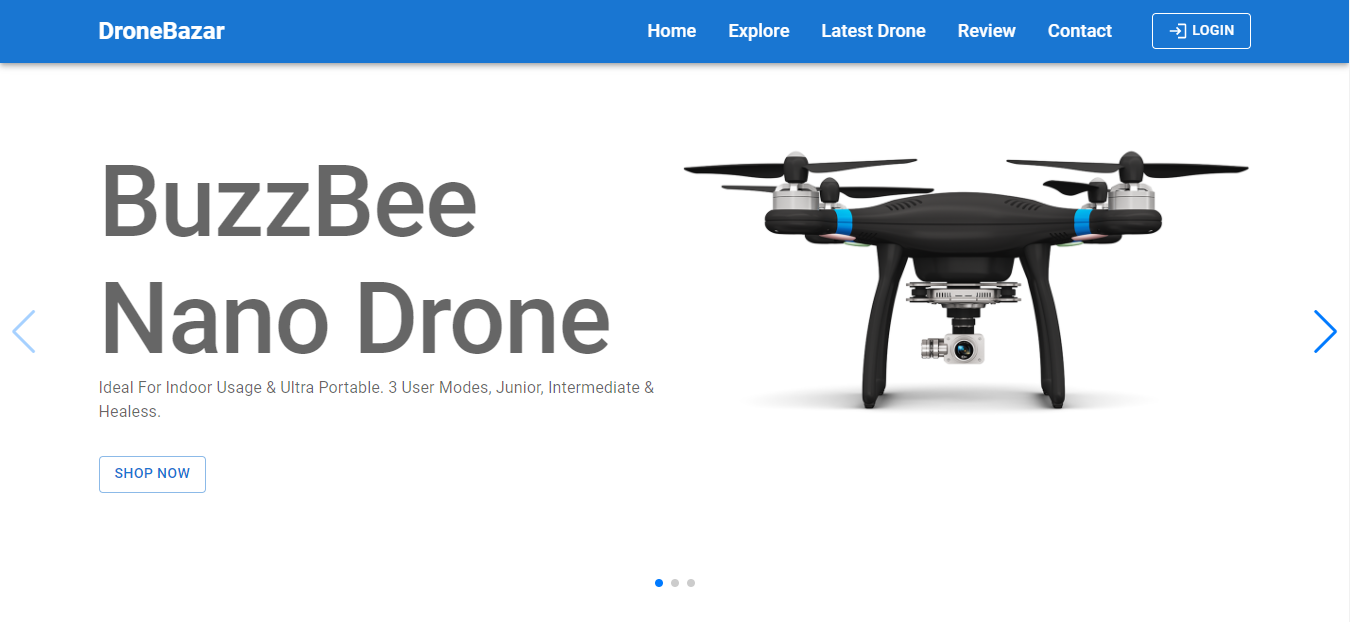 DroneBazar
Home
Explore
Latest Drone
Review
Contact
LOGIN
BuzzBee
Nano Drone
Ideal For Indoor Usage & Ultra Portable. 3 User Modes, Junior, Intermediate &
Healess.
SHOP NOW